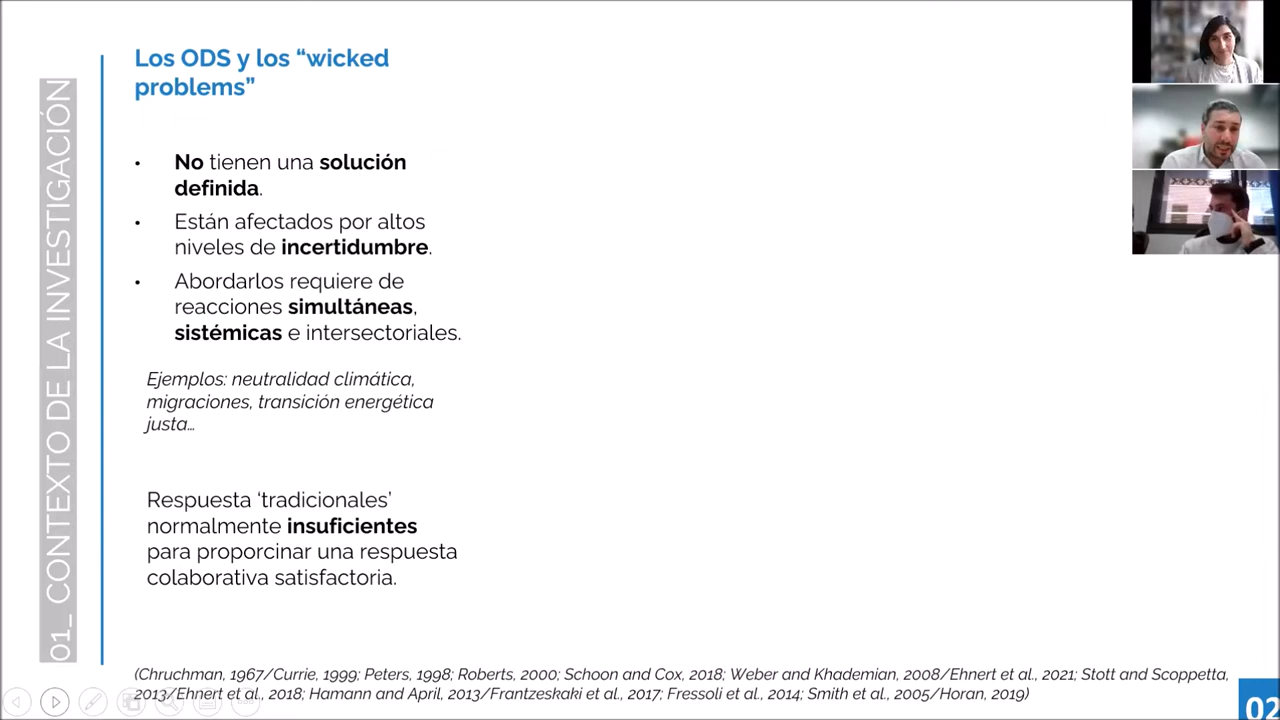 01_ CONTEXTO DE LA INVESTIGACIÓN
Los ODS y los “wicked
problems”
• No tienen una solución
definida.
• Están afectados por altos
niveles de incertidumbre.
• Abordarlos requiere de
reacciones simultáneas,
sistémicas e intersectoriales.
Ejemplos: neutralidad climática,
migraciones, transición energética
justa…
Respuesta ‘tradicionales’
normalmente insuficientes
para proporcinar una respuesta
colaborativa satisfactoria.
(Chruchman, 1967/Currie, 1999; Peters, 1998; Roberts, 2000; Schoon and Cox, 2018; Weber and Khademian, 2008/Ehnert et al., 2021; Stott and Scoppetta,
2013/Ehnert et al., 2018; Hamann and April, 2013/Frantzeskaki et al., 2017; Fressoli et al., 2014; Smith et al., 2005/Horan, 2019)
02